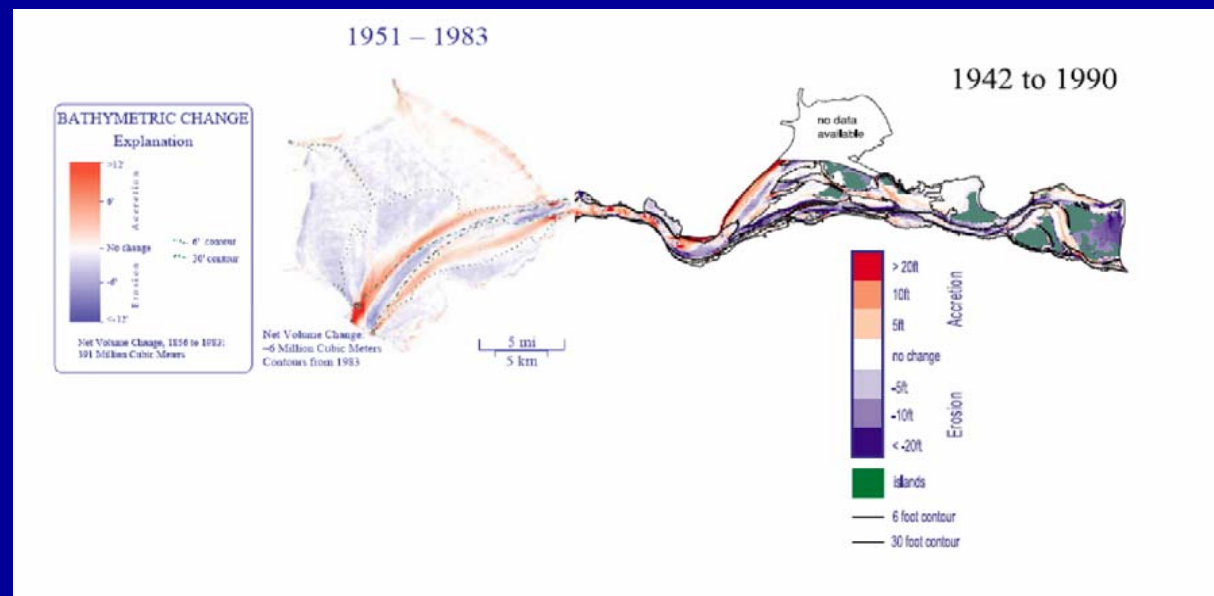 1951 – 1983
1942 to 1990
BATHYMETRIC CHANGE
Explanation
>12'
6'
No change
-6'
<-12'
Accretion
Erosion
6' contour
30' contour
Net Volume Change, 1856 to 1983:
Million Cubic Meters
Net Volume Change:
Million Cubic Meters
Contours from 1983
5 mi
5 km
no data
available
> 20ft
10ft
5ft
no change
-5ft
-10ft
< -20ft
Accretion
Erosion
islands
6 foot contour
30 foot contour